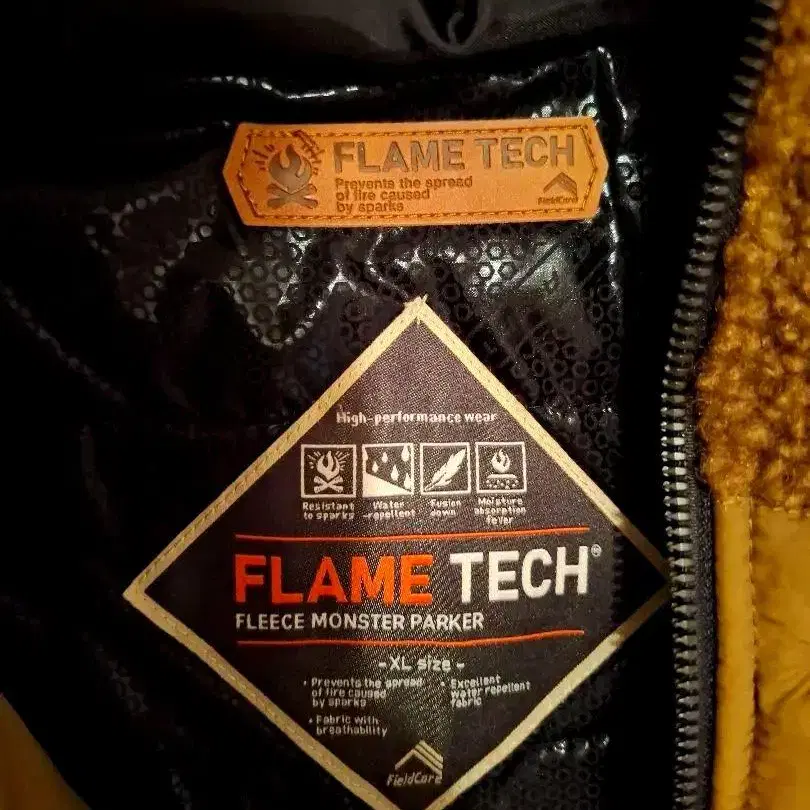 FLAME TECH
Prevents the spread
of fire caused
by sparks
FieldCore
High-performance wear
Resistant
to sparks
Water
-repellent
Fusion
down
Moisture
absorption
fever
FLAME TECH®
FLEECE MONSTER PARKER
-XL size-
・Prevents the spread
of fire caused
by sparks
・Excellent
water repellent
fabric
・Fabric with
breathability
FieldCore